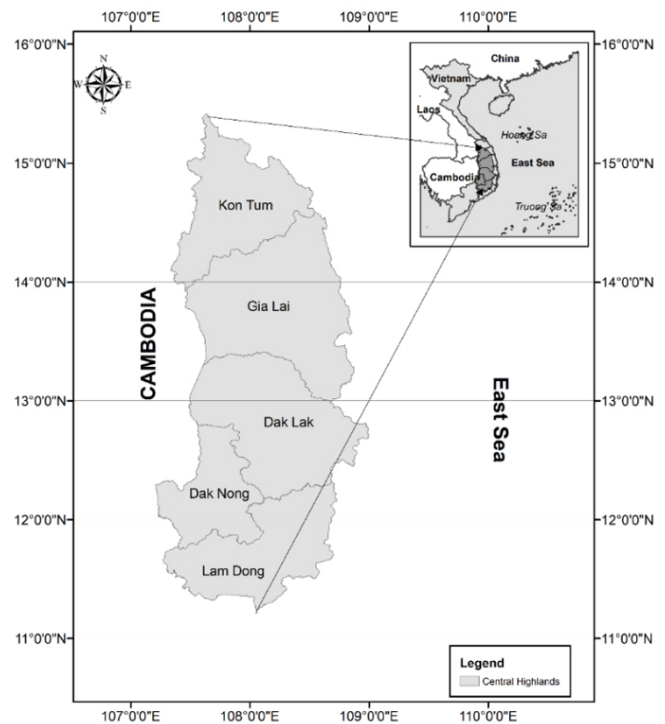 107°0'0"E 108°0'0"E 109°0'0"E 110°0'0"E
16°0'0"N 16°0'0"N
N
W E
S
China
Vietnam
Laos
Hoang Sa
East Sea
Cambodia
Truong Sa
15°0'0"N 15°0'0"N
Kon Tum
14°0'0"N 14°0'0"N
Gia Lai
CAMBODIA
13°0'0"N 13°0'0"N
East Sea
Dak Lak
Dak Nong
12°0'0"N 12°0'0"N
Lam Dong
11°0'0"N 11°0'0"N
Legend
Central Highlands
107°0'0"E 108°0'0"E 109°0'0"E 110°0'0"E